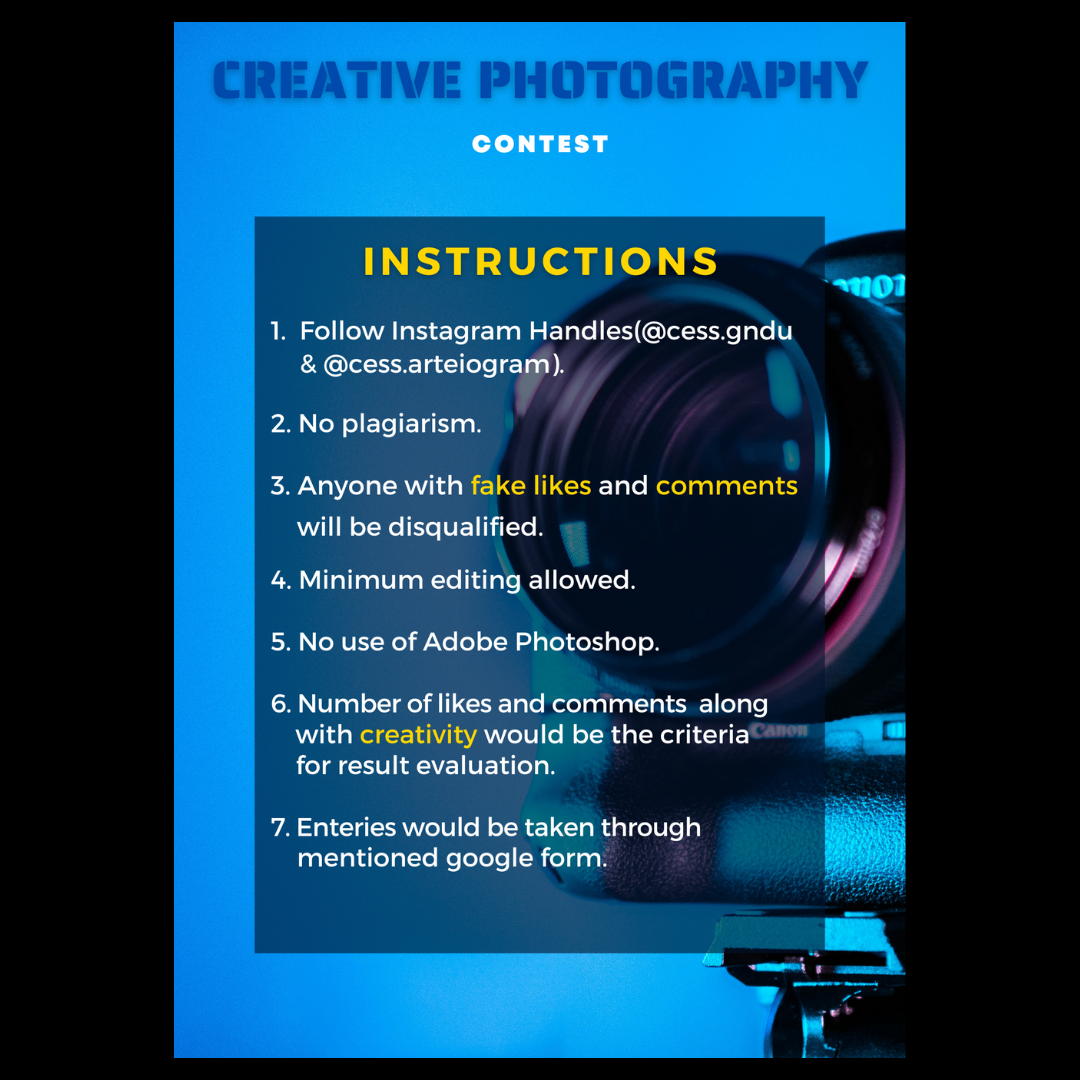 CREATIVE PHOTOGRAPHY
CONTEST
INSTRUCTIONS
1. Follow Instagram Handles(@cess.gndu
& @cess.arteiogram).
2. No plagiarism.
3. Anyone with fake likes and comments
will be disqualified.
4. Minimum editing allowed.
5. No use of Adobe Photoshop.
6. Number of likes and comments along
with creativity would be the criteria
for result evaluation.
7. Enteries would be taken through
mentioned google form.
Canon